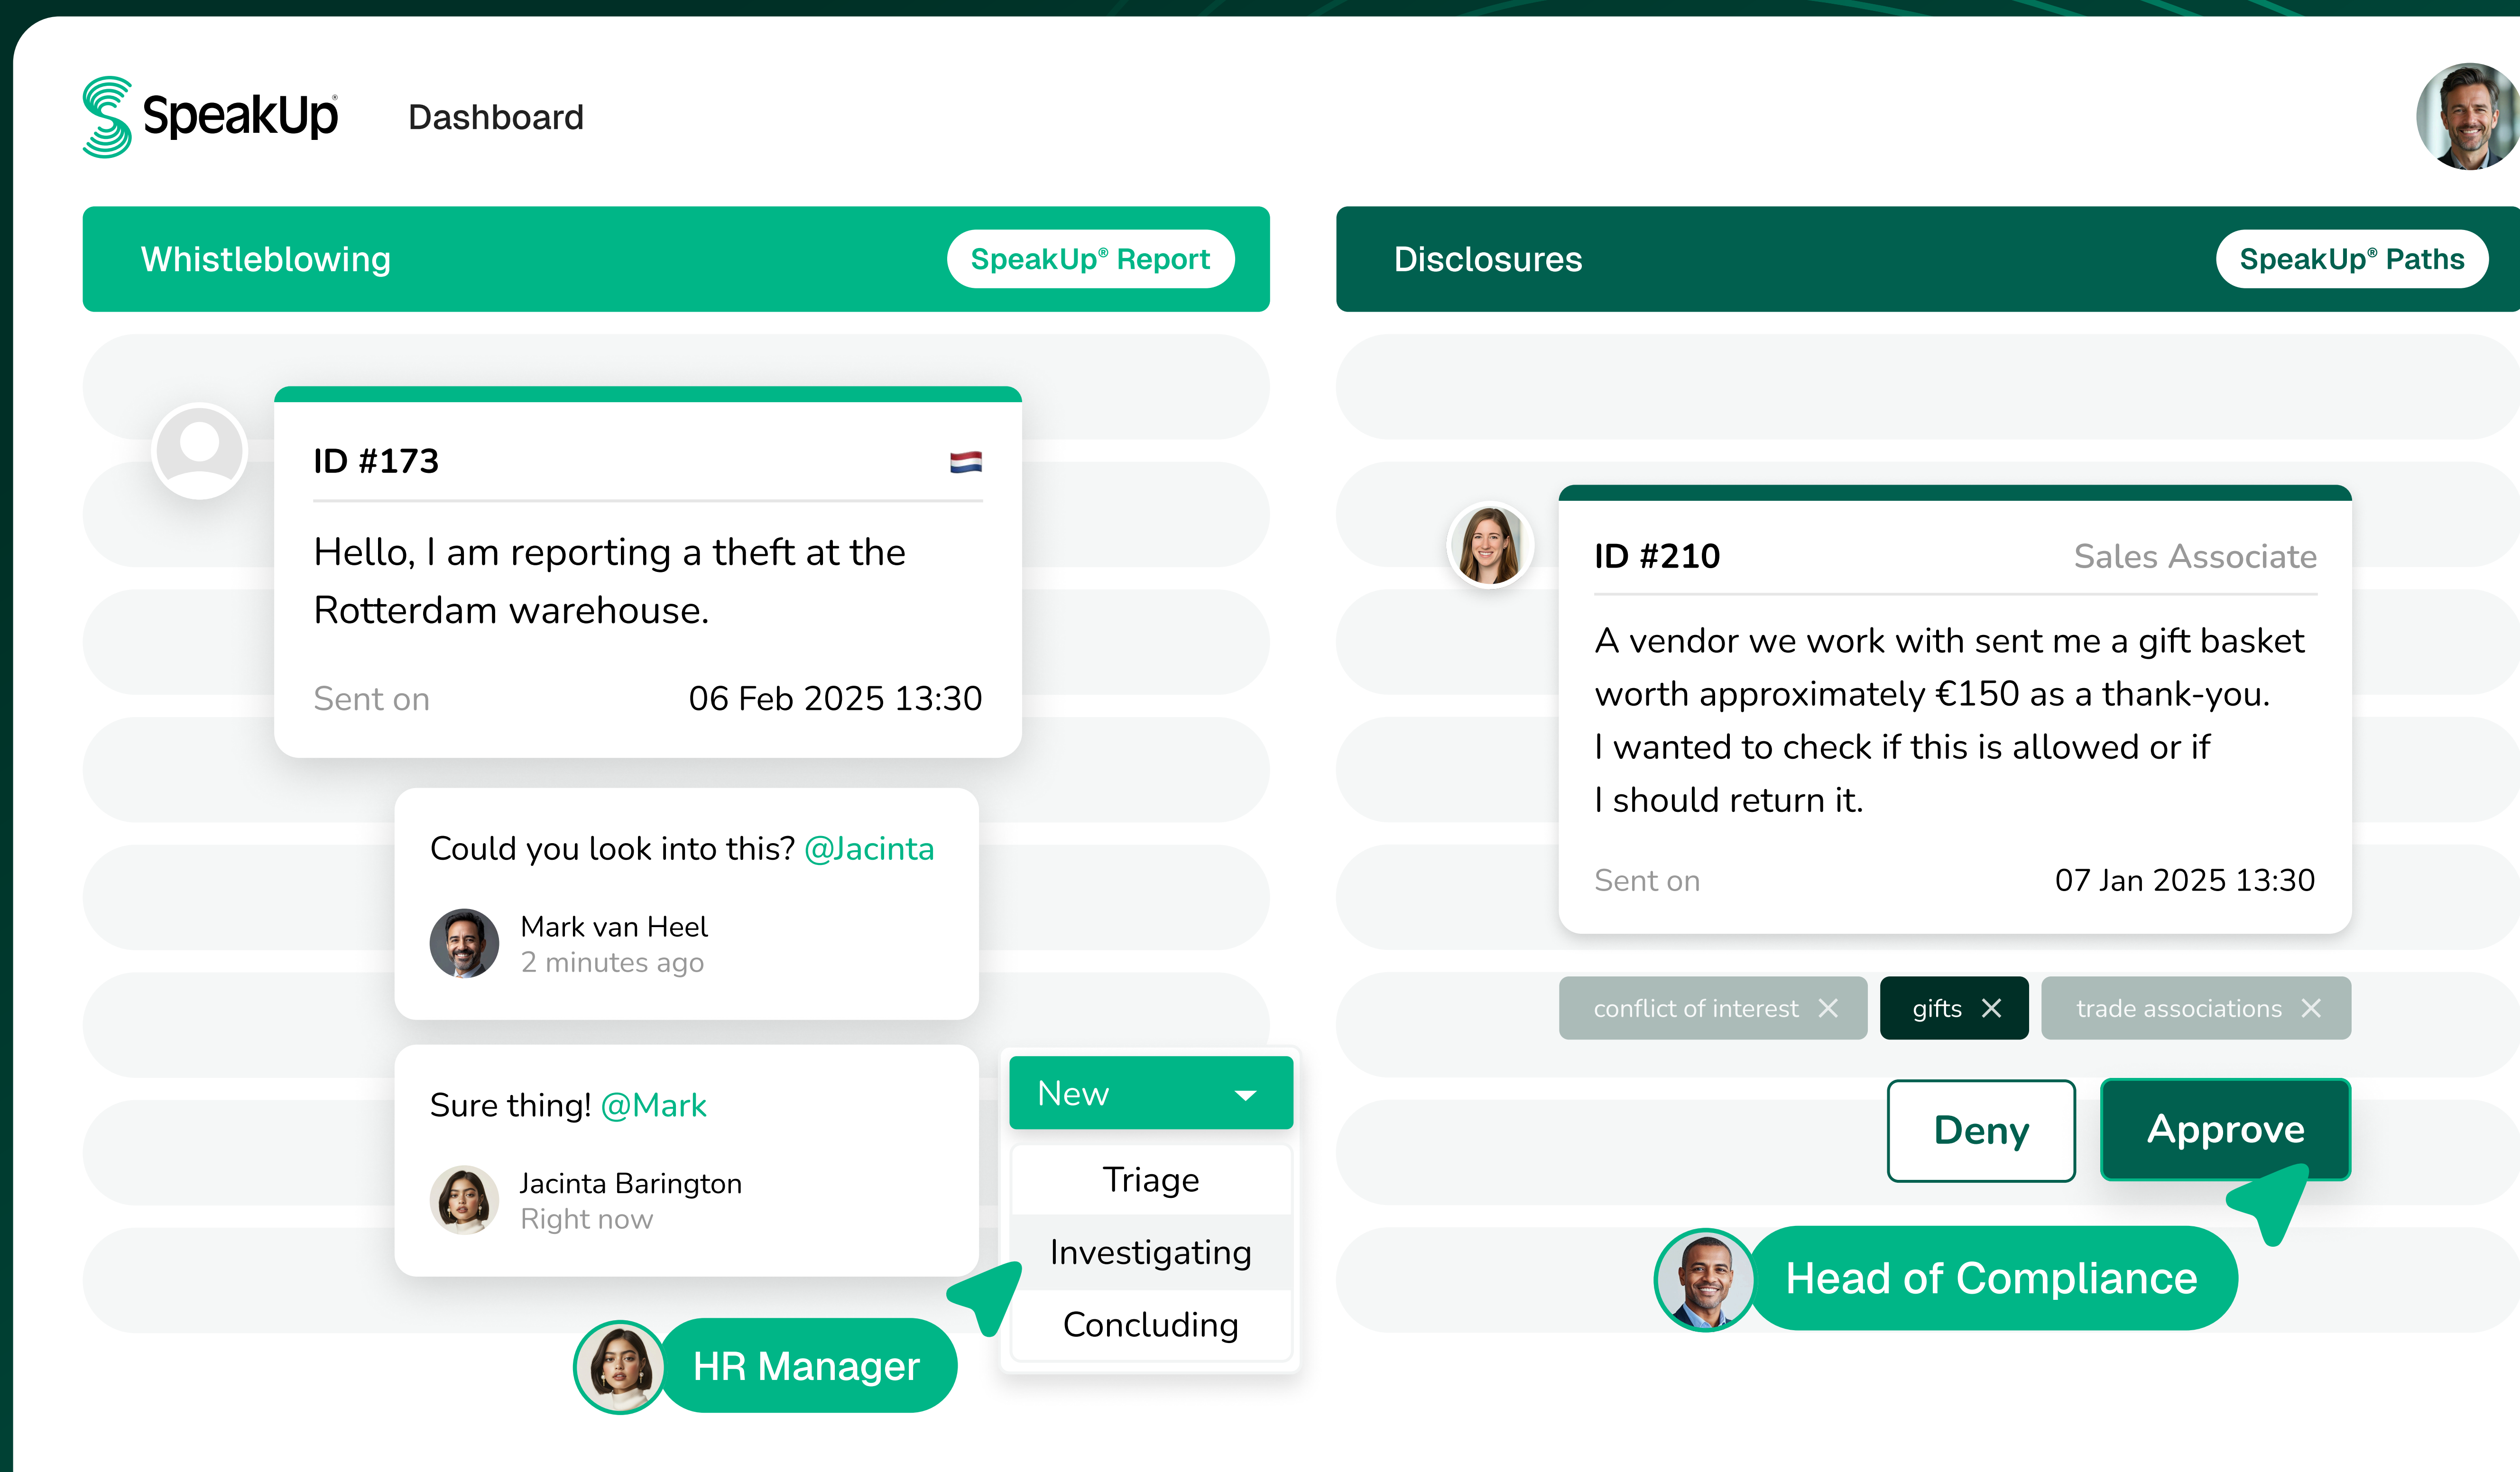 SpeakUp®
Dashboard
Whistleblowing
SpeakUp® Report
ID #173
Hello, I am reporting a theft at the
Rotterdam warehouse.
Sent on
06 Feb 2025 13:30
Could you look into this? @Jacinta
Mark van Heel
2 minutes ago
Sure thing! @Mark
Jacinta Barington
Right now
New
Triage
Investigating
Concluding
HR Manager
Disclosures
SpeakUp® Paths
ID #210
Sales Associate
A vendor we work with sent me a gift basket
worth approximately €150 as a thank-you.
I wanted to check if this is allowed or if
I should return it.
Sent on
07 Jan 2025 13:30
conflict of interest
gifts
trade associations
Deny
Approve
Head of Compliance